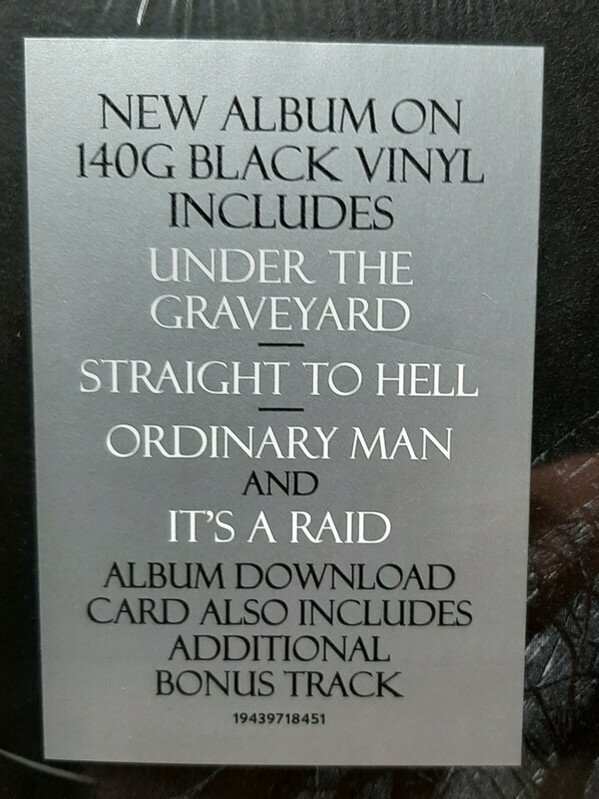 NEW ALBUM ON
140G BLACK VINYL
INCLUDES
UNDER THE
GRAVEYARD
STRAIGHT TO HELL
ORDINARY MAN
AND
IT'S A RAID
ALBUM DOWNLOAD
CARD ALSO INCLUDES
ADDITIONAL
BONUS TRACK
19439718451